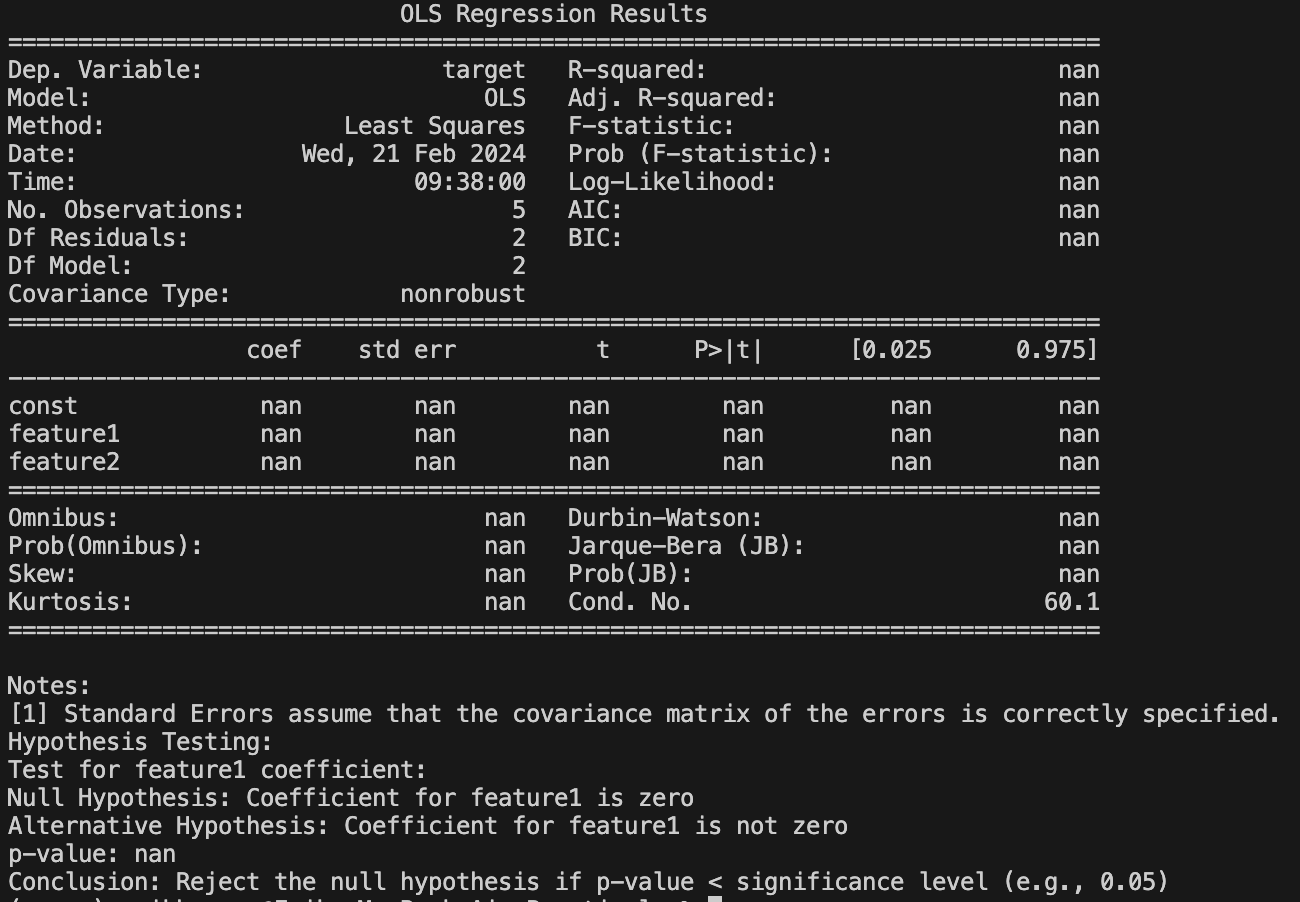 OLS Regression Results
==============================================================================
Dep. Variable: target R-squared: nan
Model: OLS Adj. R-squared: nan
Method: Least Squares F-statistic: nan
Date: Wed, 21 Feb 2024 Prob (F-statistic): nan
Time: 09:38:00 Log-Likelihood: nan
No. Observations: 5 AIC: nan
Df Residuals: 2 BIC: nan
Df Model: 2
Covariance Type: nonrobust
==============================================================================
coef std err t P>|t| [0.025 0.975]
------------------------------------------------------------------------------
const nan nan nan nan nan nan
feature1 nan nan nan nan nan nan
feature2 nan nan nan nan nan nan
==============================================================================
Omnibus: nan Durbin-Watson: nan
Prob(Omnibus): nan Jarque-Bera (JB): nan
Skew: nan Prob(JB): nan
Kurtosis: nan Cond. No. 60.1
==============================================================================
Notes:
[1] Standard Errors assume that the covariance matrix of the errors is correctly specified.
Hypothesis Testing:
Test for feature1 coefficient:
Null Hypothesis: Coefficient for feature1 is zero
Alternative Hypothesis: Coefficient for feature1 is not zero
p-value: nan
Conclusion: Reject the null hypothesis if p-value < significance level (e.g., 0.05)